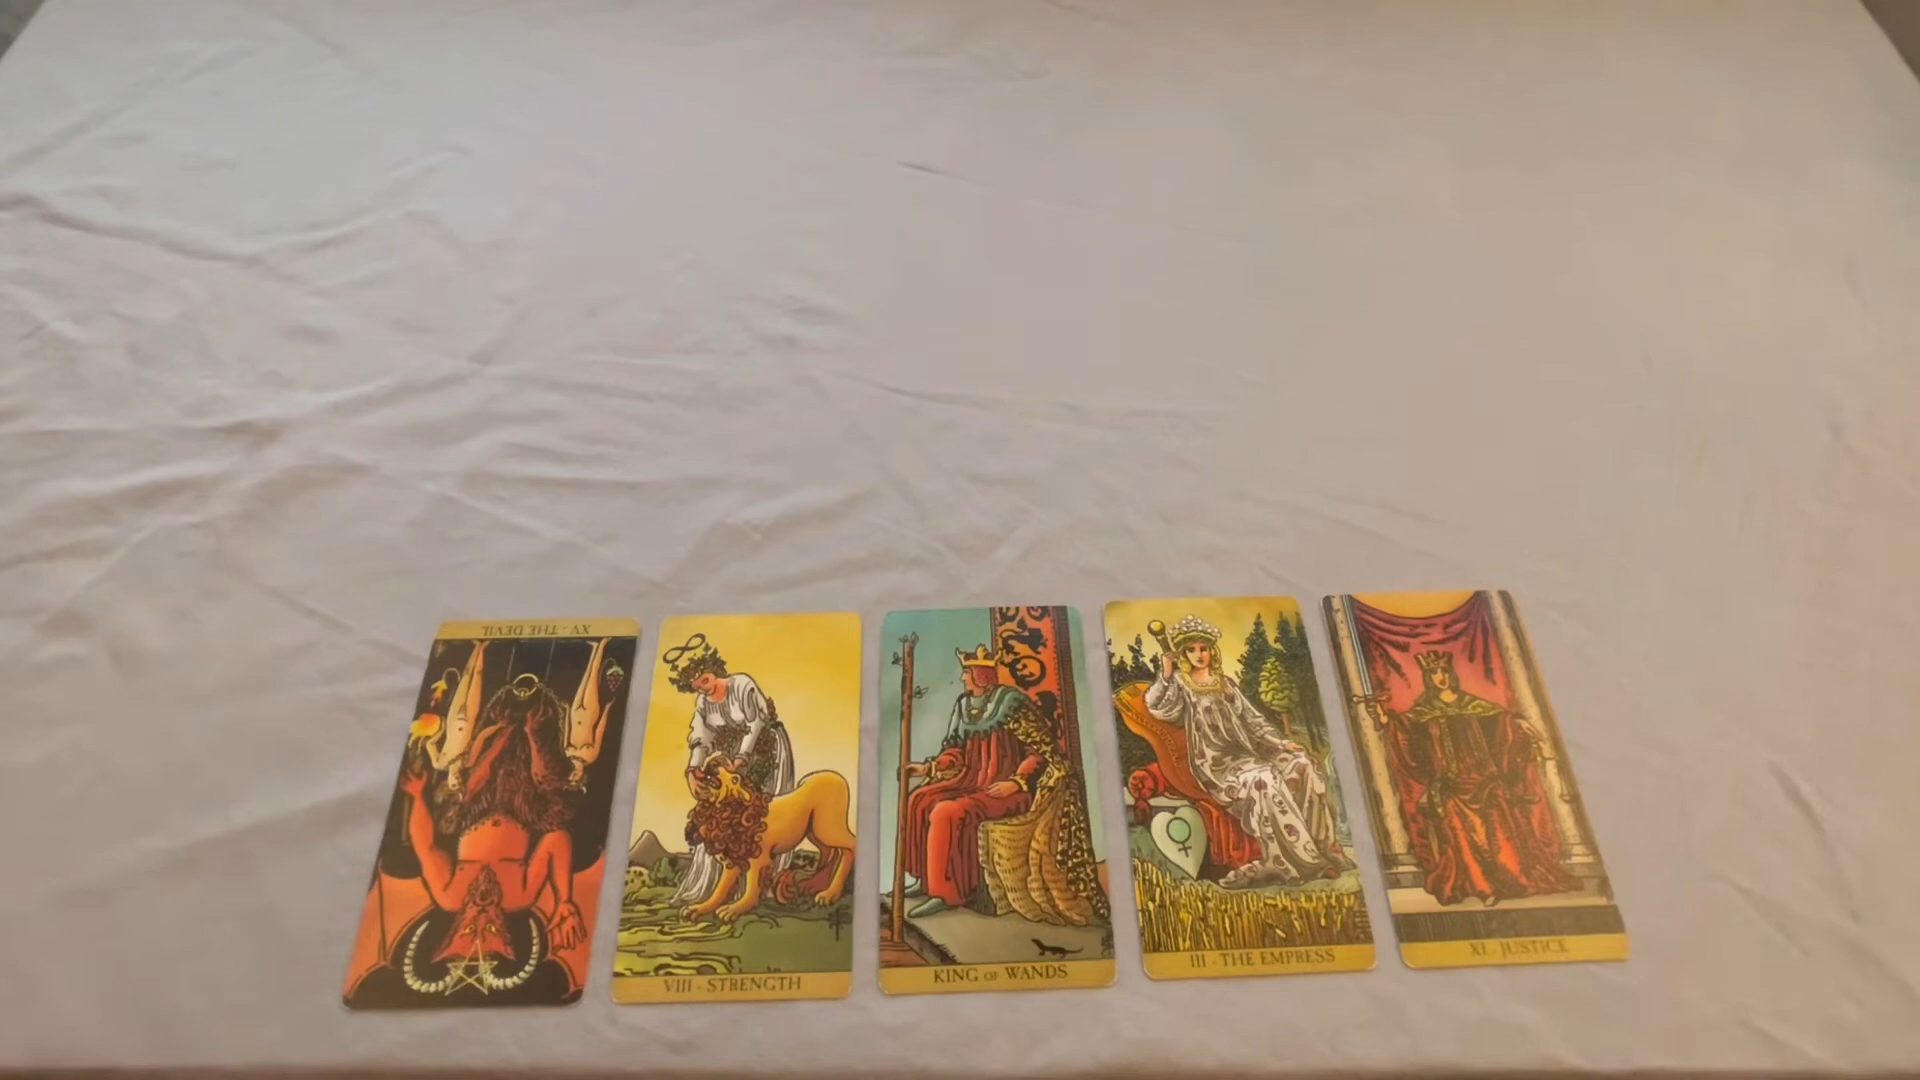 XV · THE DEVIL
VIII · STRENGTH
KING OF WANDS
III · THE EMPRESS
XI · JUSTICE